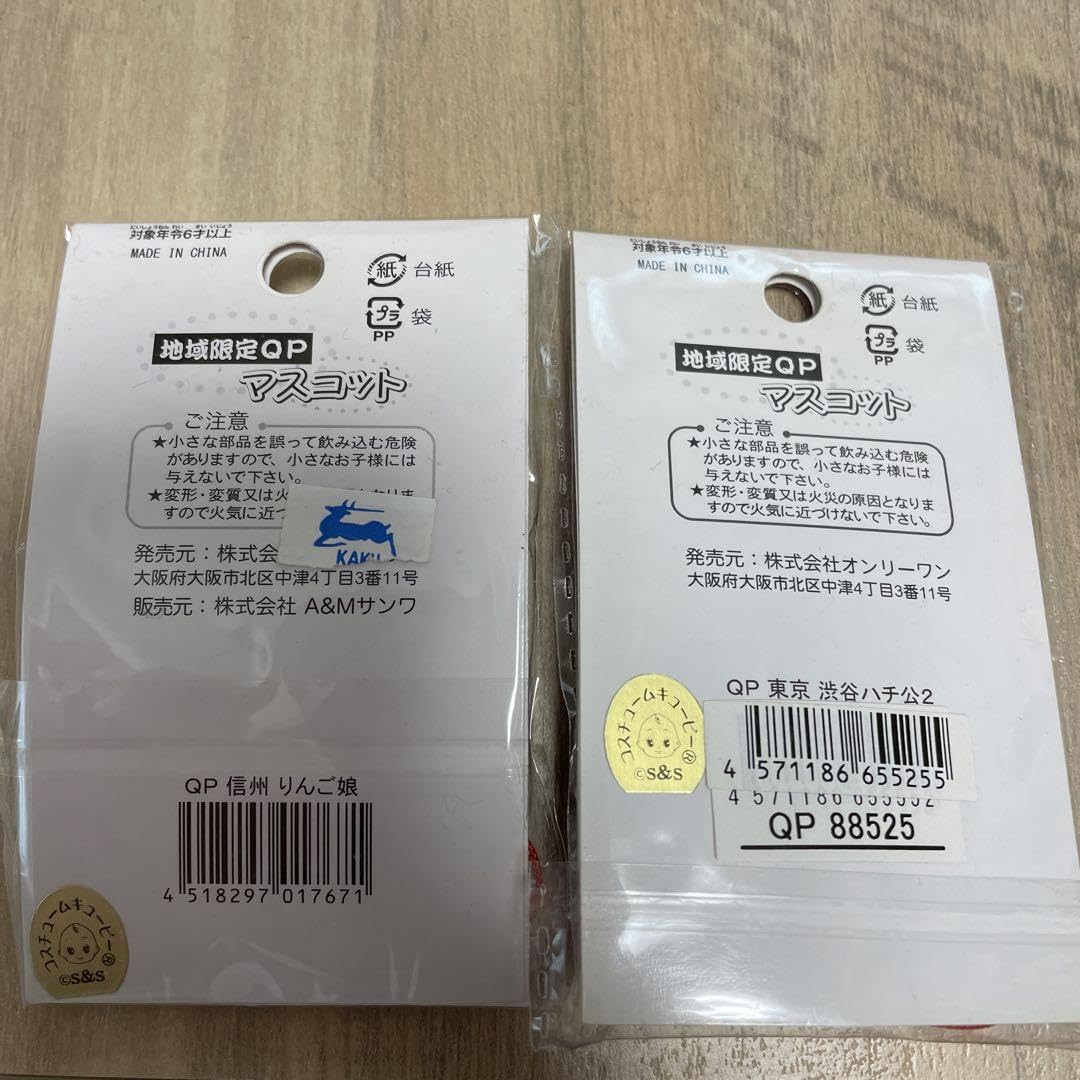 対象年令6才以上
MADE IN CHINA
紙 台紙
プラ 袋
PP
地域限定QP
マスコット
ご注意
★小さな部品を誤って飲み込む危険
がありますので、小さなお子様には
与えないで下さい。
★変形・変質又は火
なりま
すので火気に近づ
KAKU
発売元:株式会
大阪府大阪市北区中津4丁目3番11号
販売元:株式会社 A&Mサンワ
QP 信州 りんご娘
4 518297 017671
コスチュームキューピー
©S&S
対象年令6才以上
MADE IN CHINA
紙 台紙
プラ 袋
PP
地域限定QP
マスコット
ご注意
★小さな部品を誤って飲み込む危険
がありますので、小さなお子様には
与えないで下さい。
★変形・変質又は火災の原因となりま
すので火気に近づけないで下さい。
発売元:株式会社オンリーワン
大阪府大阪市北区中津4丁目3番11号
QP 東京 渋谷ハチ公2
コスチュームキューピー®
©S&S
4 571186 655255
4 571186
QP 88525